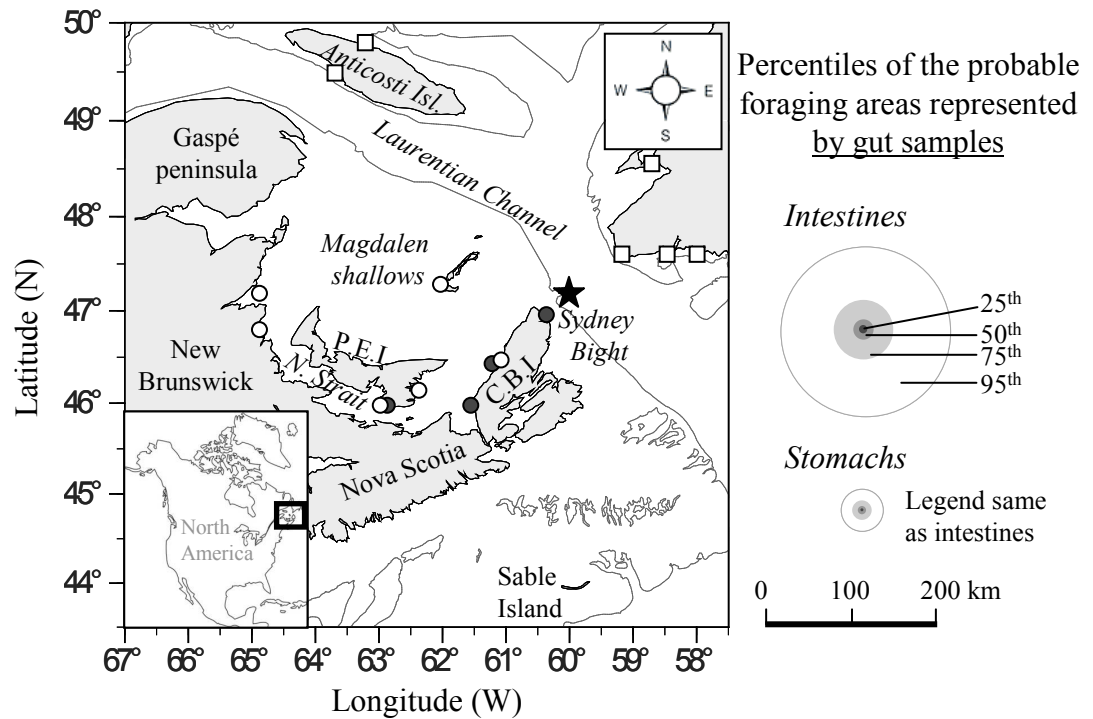 50°
49°
48°
47°
46°
45°
44°
Latitude (N)
67° 66° 65° 64° 63° 62° 61° 60° 59° 58°
Longitude (W)
Anticosti Isl.
Gaspé
peninsula
Laurentian Channel
Magdalen
shallows
Sydney
Bight
New
Brunswick
P.E.I.
N. Strait
C.B.I.
Nova Scotia
Sable
Island
North
America
N
W E
S
Percentiles of the probable
foraging areas represented
by gut samples
Intestines
25th
50th
75th
95th
Stomachs
Legend same
as intestines
0 100 200 km